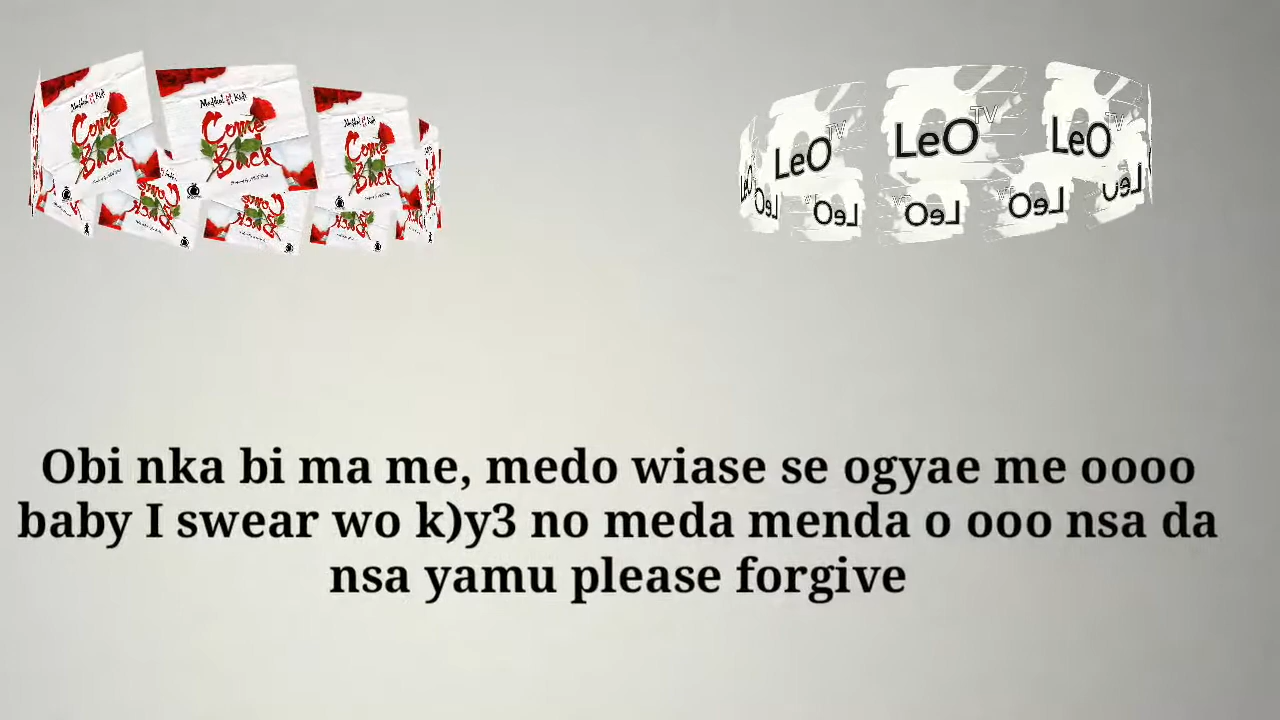 Come
Back
Come
Back
Come
Back
LeO TV
LeO TV
LeO TV
Obi nka bi ma me, medo wiase se ogyae me oooo
baby I swear wo k)y3 no meda menda o ooo nsa da
nsa yamu please forgive